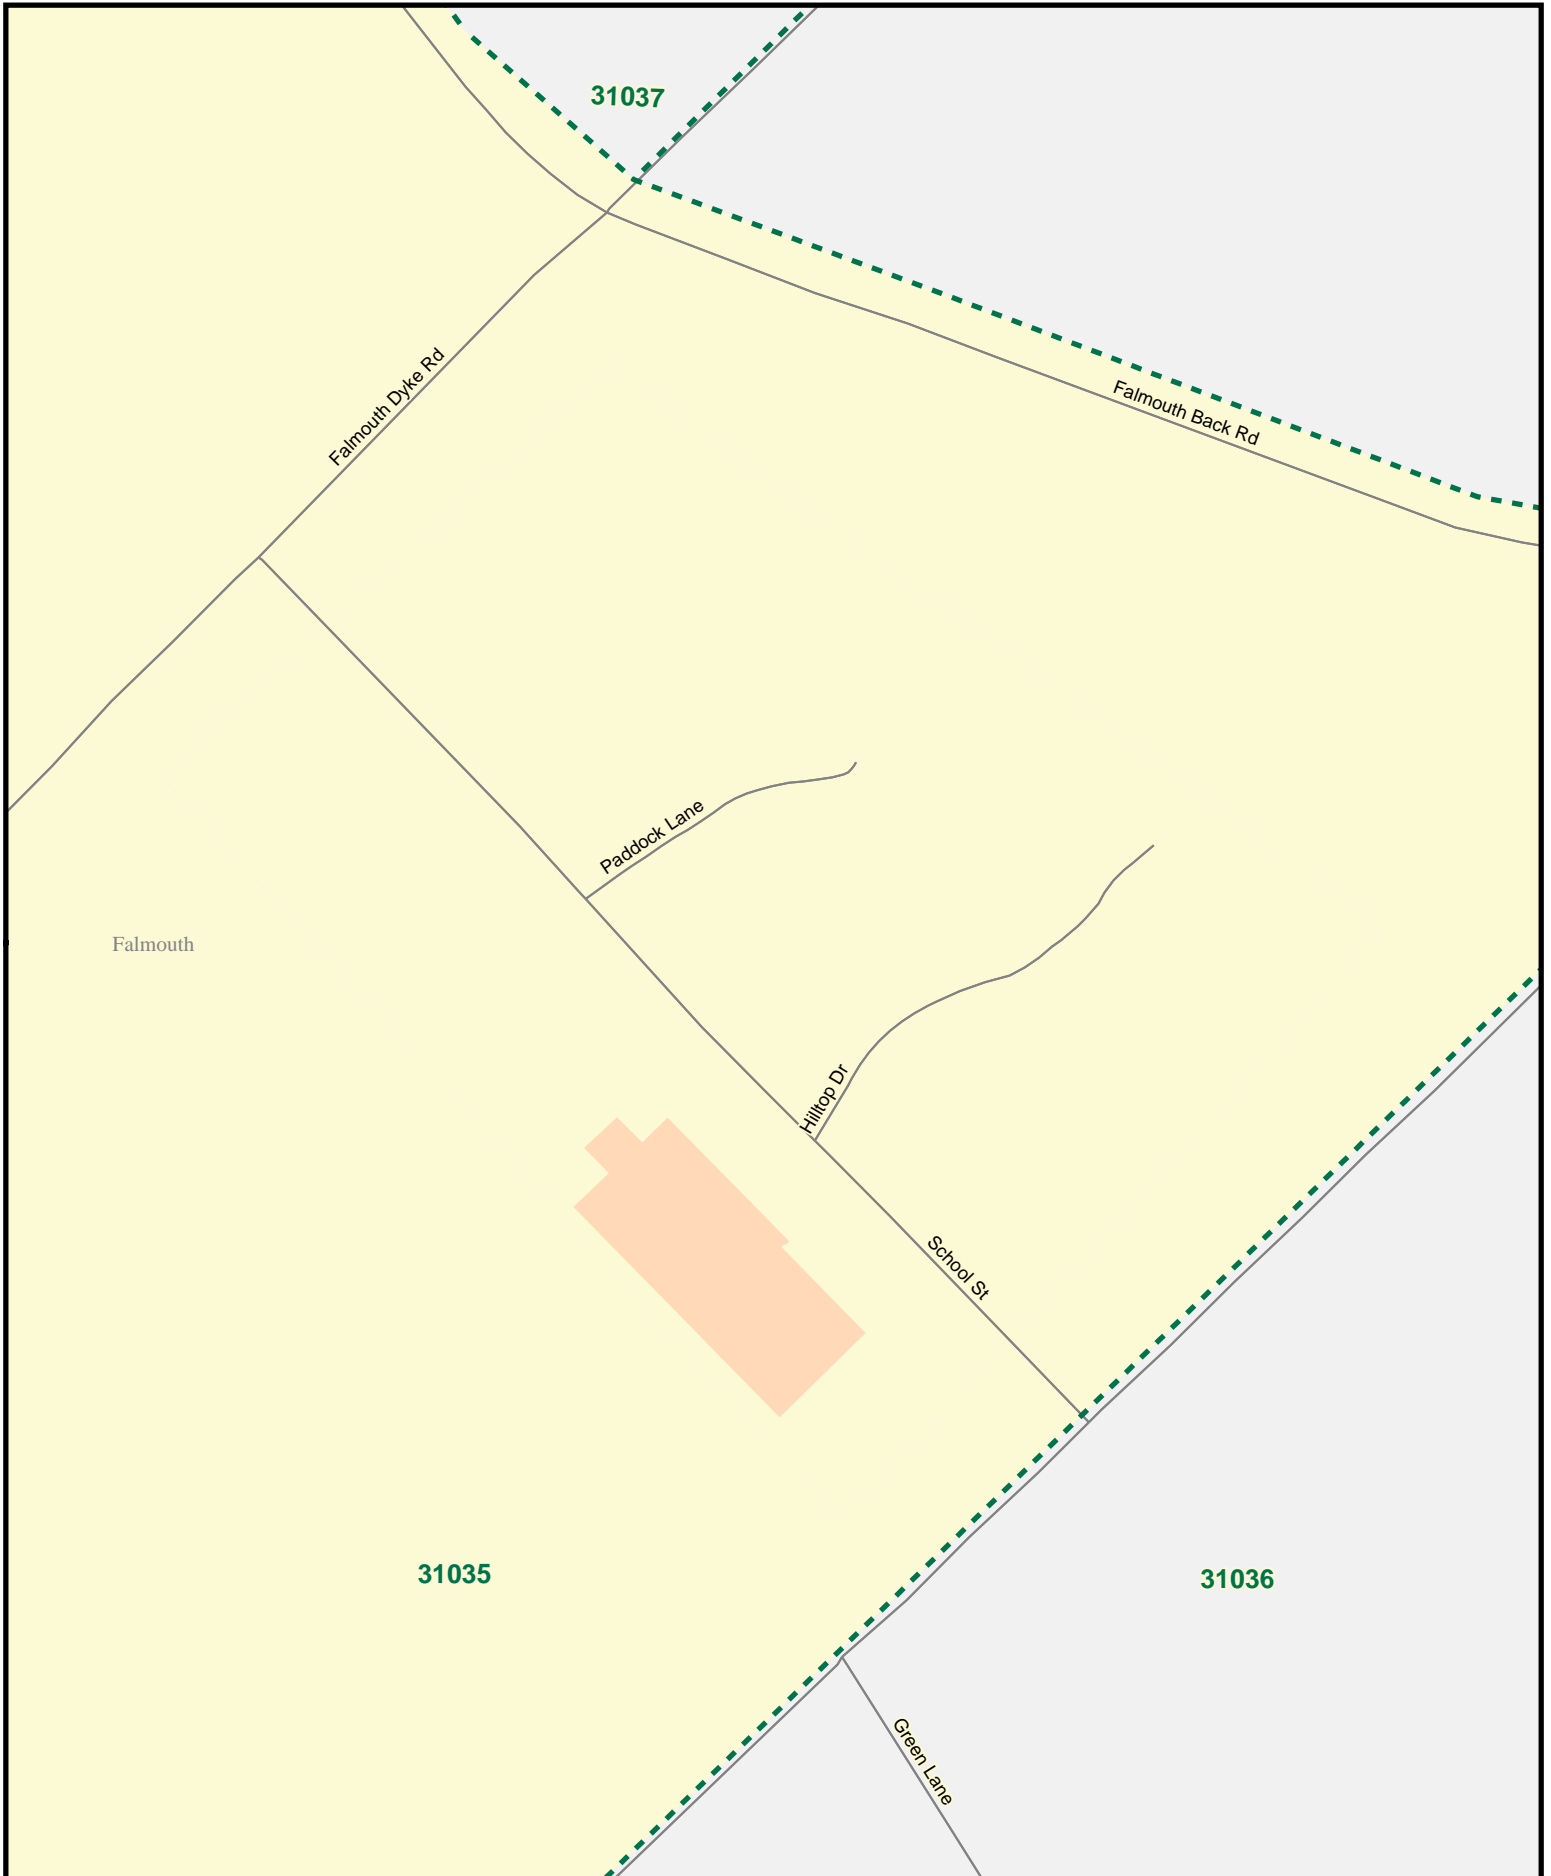 31037
Falmouth Dyke Rd
Falmouth Back Rd
Paddock Lane
Falmouth
Hilltop Dr
School St
31035
31036
Green Lane